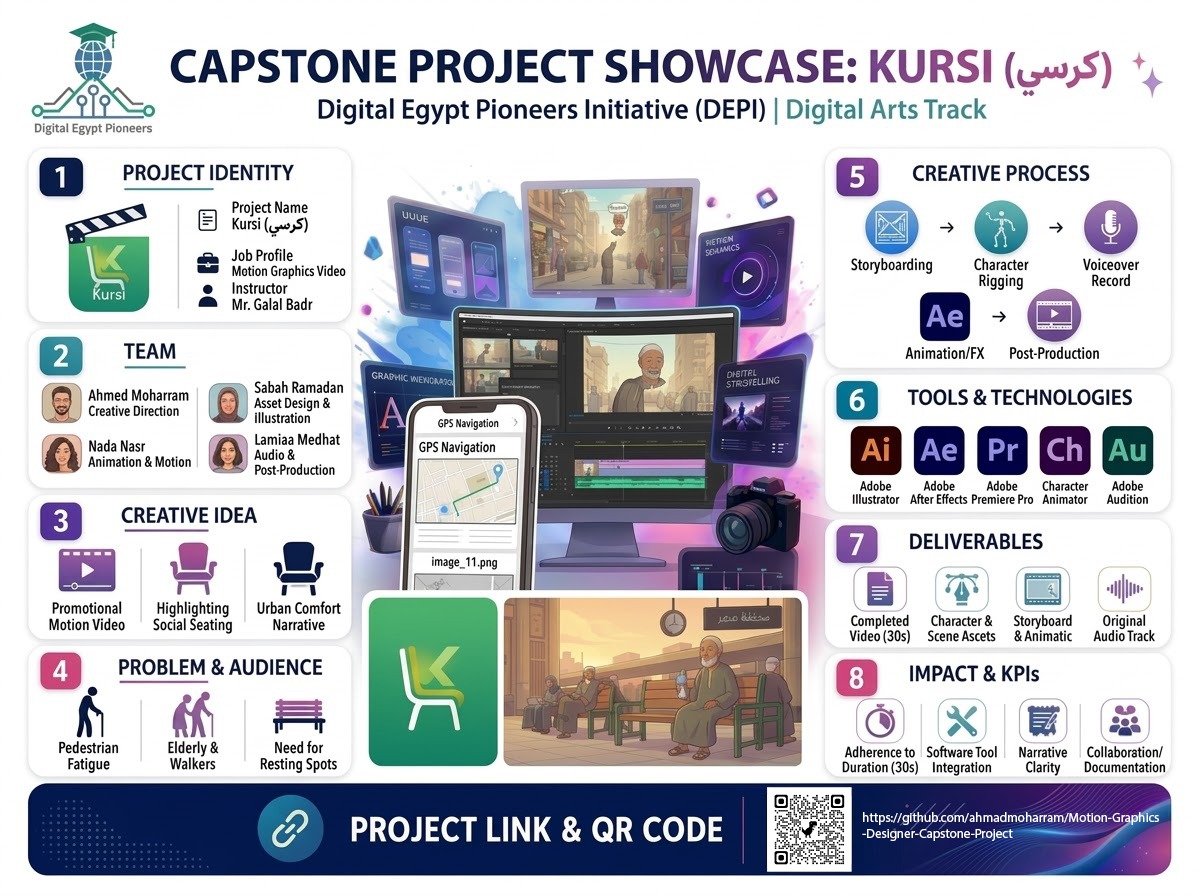 Digital Egypt Pioneers
CAPSTONE PROJECT SHOWCASE: KURSI (كرسي)
Digital Egypt Pioneers Initiative (DEPI) | Digital Arts Track
1
PROJECT IDENTITY
Kursi
Project Name
Kursi (كرسي)
Job Profile
Motion Graphics Video
Instructor
Mr. Galal Badr
2
TEAM
Ahmed Moharram
Creative Direction
Sabah Ramadan
Asset Design &
Illustration
Nada Nasr
Animation & Motion
Lamiaa Medhat
Audio &
Post-Production
3
CREATIVE IDEA
Promotional
Motion Video
Highlighting
Social Seating
Urban Comfort
Narrative
4
PROBLEM & AUDIENCE
Pedestrian
Fatigue
Elderly &
Walkers
Need for
Resting Spots
UUUE
GRAPHIC
A
GPS Navigation
GPS Navigation
image_11.png
5
CREATIVE PROCESS
Storyboarding
Character
Rigging
Voiceover
Record
Ae
Animation/FX
Post-Production
6
TOOLS & TECHNOLOGIES
Ai
Ae
Pr
Ch
Au
Adobe
Illustrator
Adobe
After Effects
Adobe
Premiere Pro
Character
Animator
Adobe
Audition
7
DELIVERABLES
Completed
Video (30s)
Character &
Scene Assets
Storyboard
& Animatic
Original
Audio Track
8
IMPACT & KPIs
Adherence to
Duration (30s)
Software Tool
Integration
Narrative
Clarity
Collaboration/
Documentation
PROJECT LINK & QR CODE
https://github.com/ahmadmoharram/Motion-Graphics
-Designer-Capstone-Project